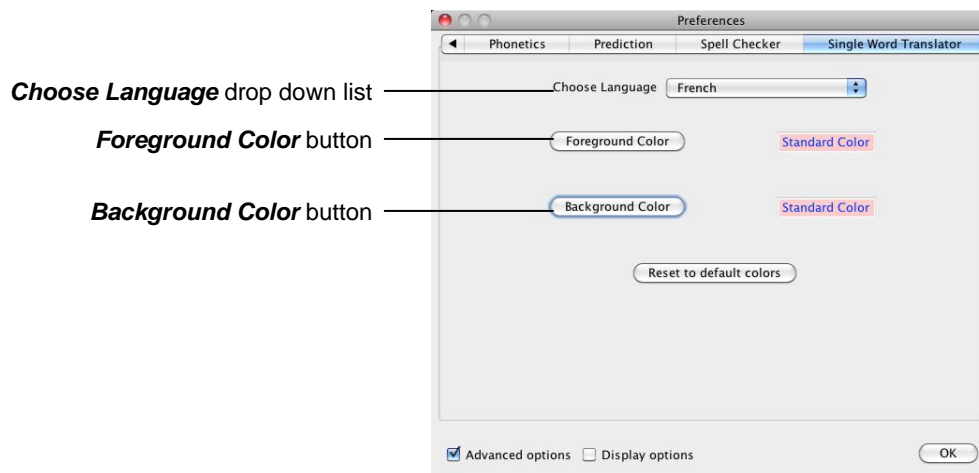 Preferences
Phonetics Prediction Spell Checker Single Word Translator
Choose Language drop down list Choose Language French
Foreground Color button Foreground Color Standard Color
Background Color button Background Color Standard Color
Reset to default colors
Advanced options Display options OK